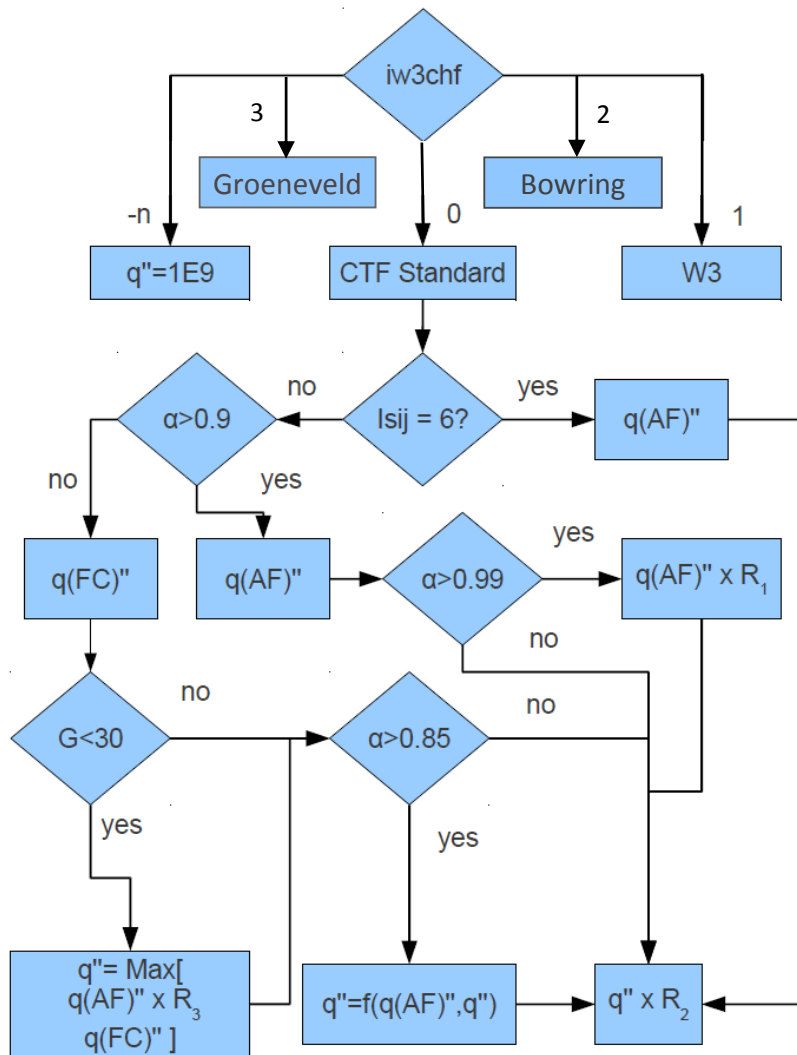 iw3chf
3
2
Groeneveld
Bowring
-n
0
1
q"=1E9
CTF Standard
W3
no
yes
α>0.9
Isij = 6?
q(AF)"
no
yes
yes
q(FC)"
q(AF)"
α>0.99
q(AF)" x R₁
no
no
no
G<30
α>0.85
yes
yes
q"= Max[
q(AF)" x R₃
q(FC)" ]
q"=f(q(AF)",q")
q" x R₂